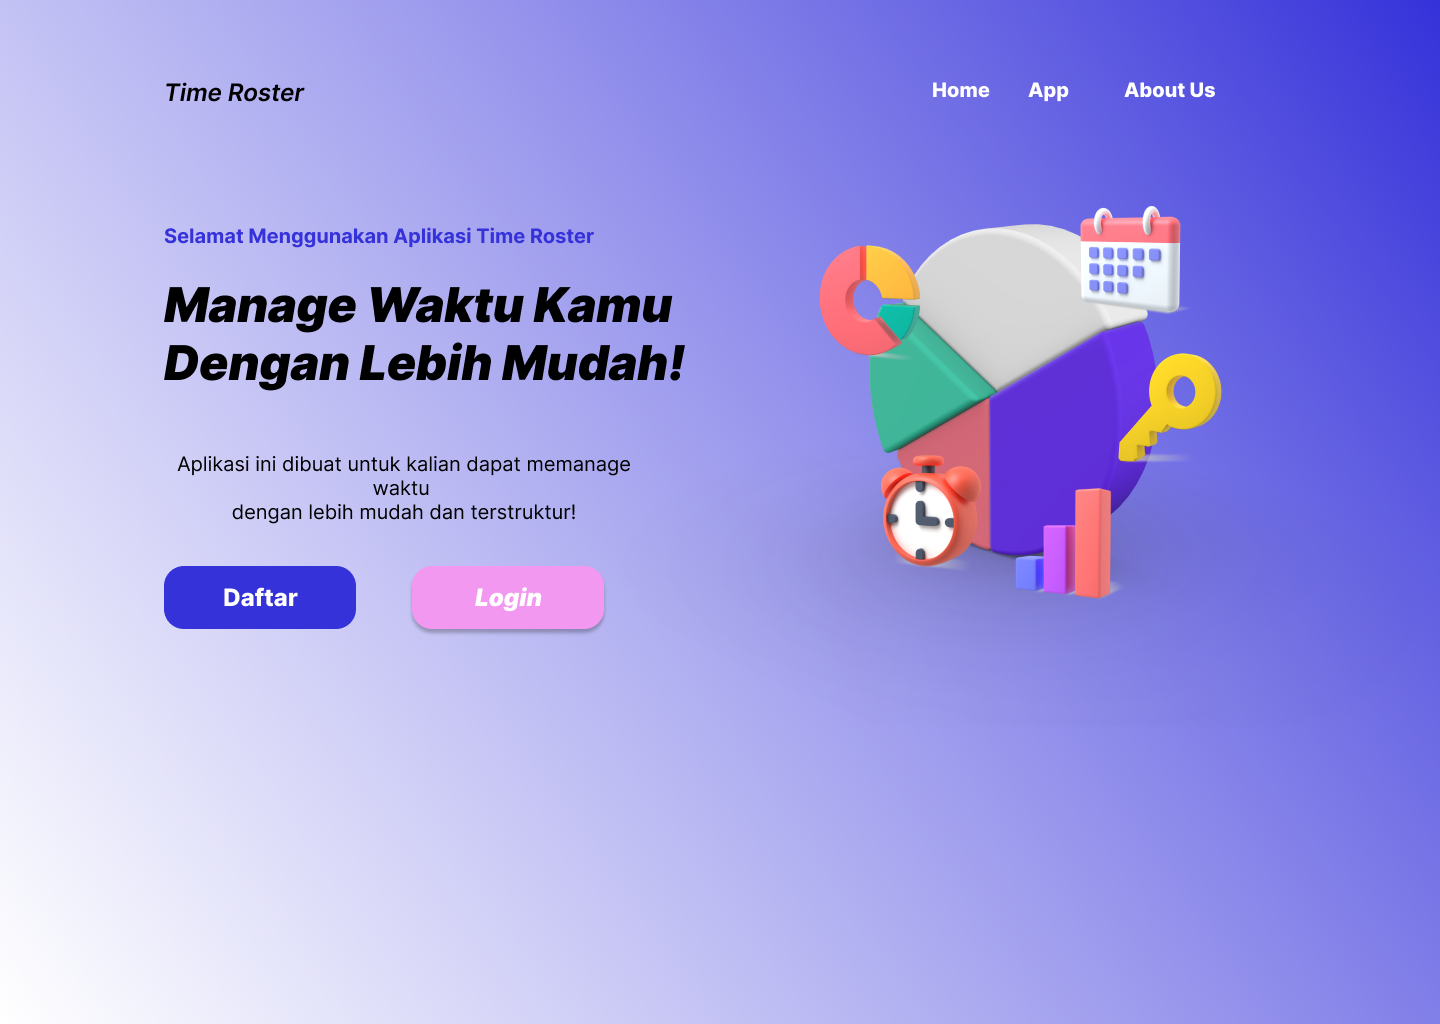 Time Roster
Home App About Us
Selamat Menggunakan Aplikasi Time Roster
Manage Waktu Kamu
Dengan Lebih Mudah!
Aplikasi ini dibuat untuk kalian dapat memanage
waktu
dengan lebih mudah dan terstruktur!
Daftar Login